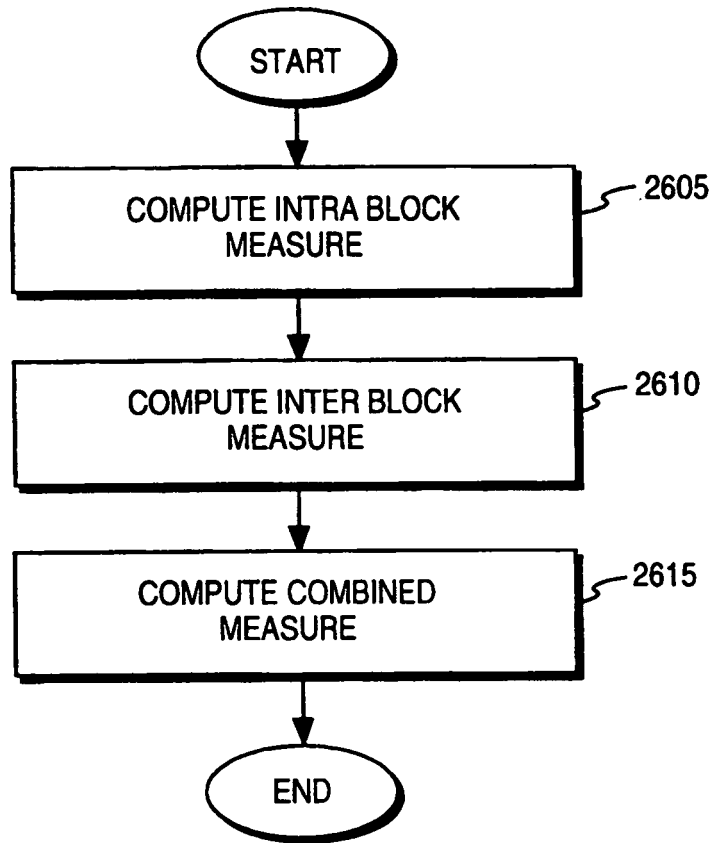 START
COMPUTE INTRA BLOCK
MEASURE
2605
COMPUTE INTER BLOCK
MEASURE
2610
COMPUTE COMBINED
MEASURE
2615
END